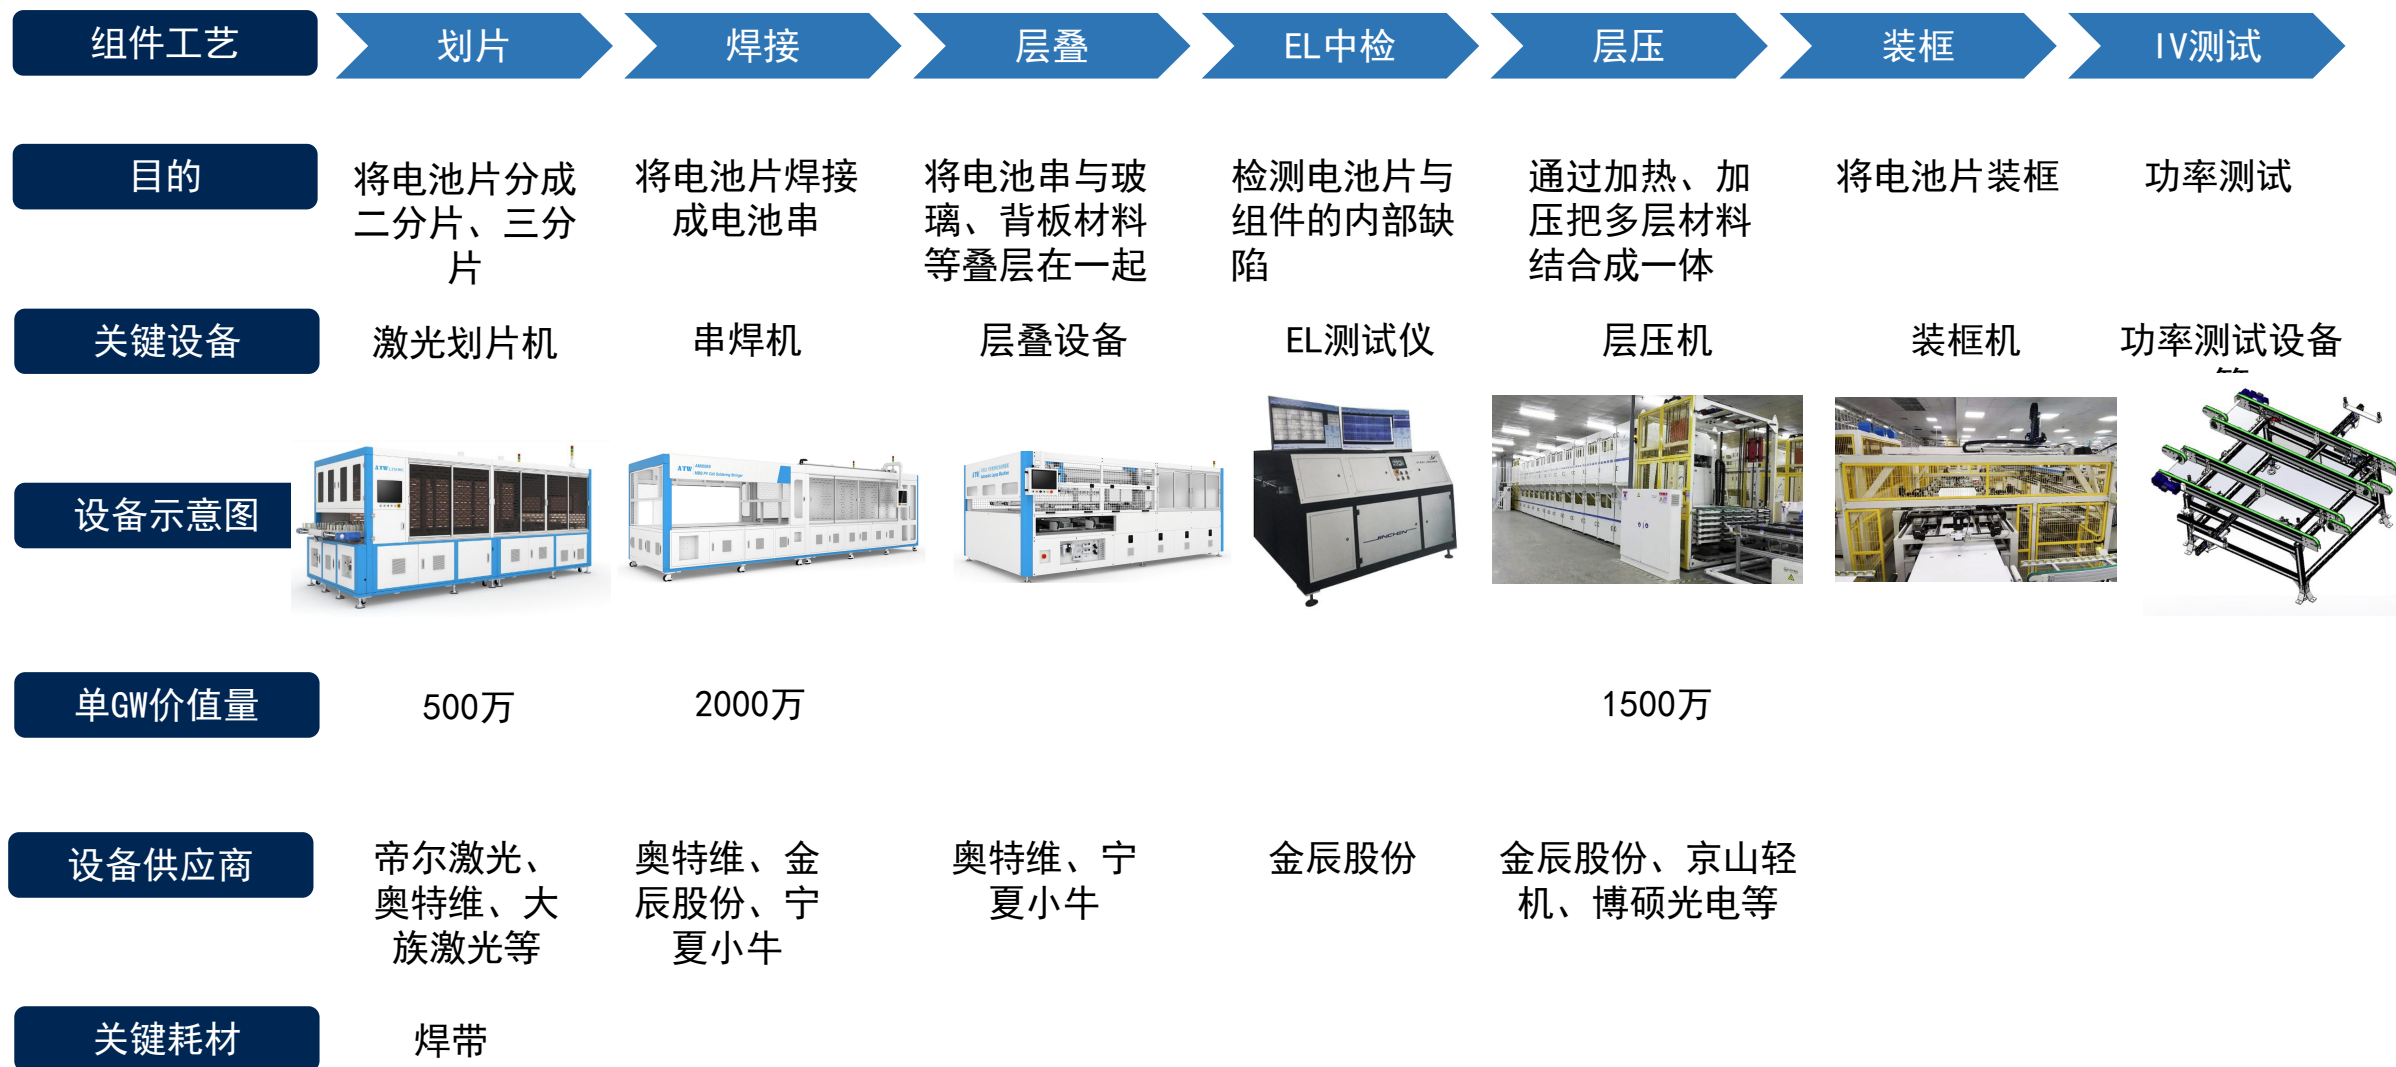 组件工艺
划片
焊接
层叠
EL中检
层压
装框
IV测试
目的
将电池片分成
二分片、三分
片
将电池片焊接
成电池串
将电池串与玻
璃、背板材料
等叠层在一起
检测电池片与
组件的内部缺
陷
通过加热、加
压把多层材料
结合成一体
将电池片装框
功率测试
关键设备
激光划片机
串焊机
层叠设备
EL测试仪
层压机
装框机
功率测试设备
设备示意图
ATW
ATW
ATW
JINCHEN
单GW价值量
500万
2000万
1500万
设备供应商
帝尔激光、
奥特维、大
族激光等
奥特维、金
辰股份、宁
夏小牛
奥特维、宁
夏小牛
金辰股份
金辰股份、京山轻
机、博硕光电等
关键耗材
焊带